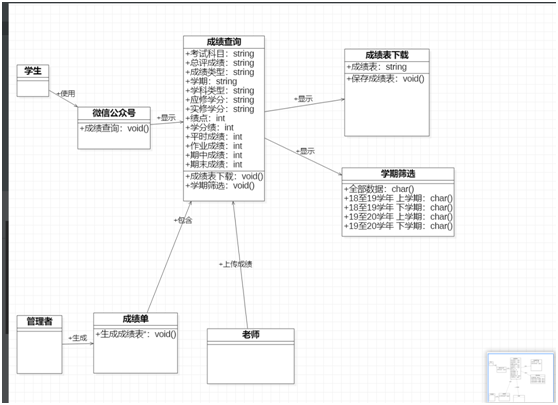 学生
+使用
微信公众号
+成绩查询：void()
+显示
成绩查询
+考试科目：string
+总评成绩：string
+成绩类型：string
+学期：string
+学科类型：string
+应修学分：string
+实修学分：string
+绩点：int
+学分绩：int
+平时成绩：int
+作业成绩：int
+期中成绩：int
+期末成绩：int
+成绩表下载：void()
+学期筛选：void()
+显示
成绩表下载
+成绩表：string
+保存成绩表：void()
+显示
学期筛选
+全部数据：char()
+18至19学年 上学期：char()
+18至19学年 下学期：char()
+19至20学年 上学期：char()
+19至20学年 下学期：char()
+包含
+上传成绩
管理者
+生成
成绩单
+生成成绩表"：void()
老师